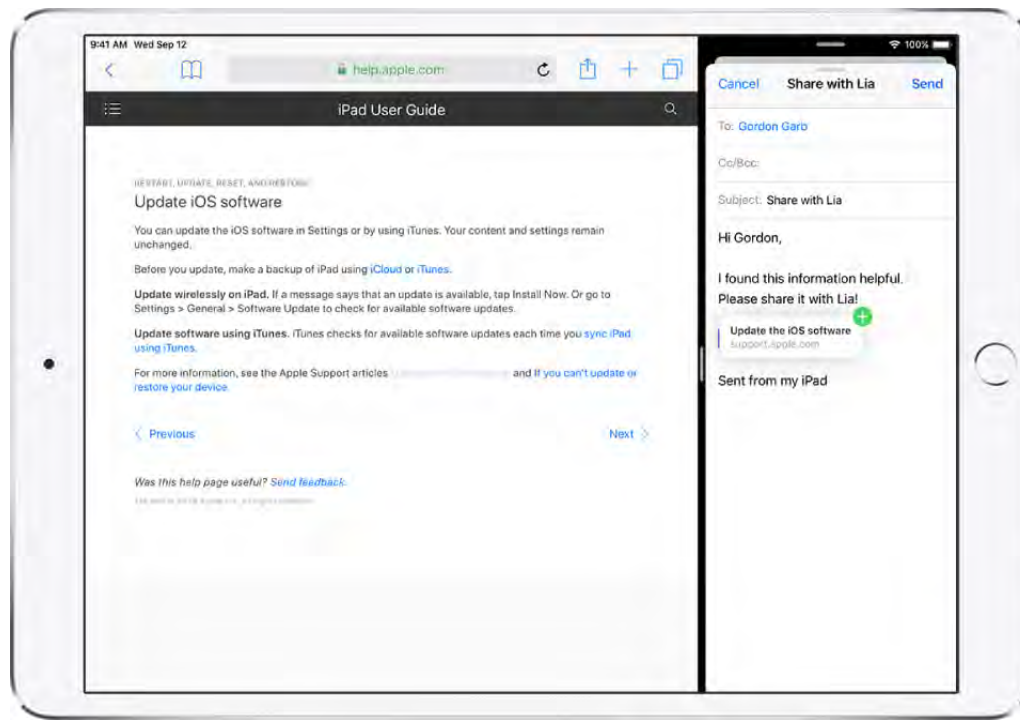 9:41 AM Wed Sep 12
100%
help.apple.com
iPad User Guide
RESTART, UPDATE, RESET, AND RESTORE
Update iOS software
You can update the iOS software in Settings or by using iTunes. Your content and settings remain
unchanged.
Before you update, make a backup of iPad using iCloud or iTunes.
Update wirelessly on iPad. If a message says that an update is available, tap Install Now. Or go to
Settings > General > Software Update to check for available software updates.
Update software using iTunes. iTunes checks for available software updates each time you sync iPad
using iTunes.
For more information, see the Apple Support articles and If you can't update or
restore your device.
Previous
Next
Was this help page useful? Send feedback.
Cancel Share with Lia Send
To: Gordon Garb
Cc/Bcc:
Subject: Share with Lia
Hi Gordon,
I found this information helpful.
Please share it with Lia!
Update the iOS software
support.apple.com
Sent from my iPad